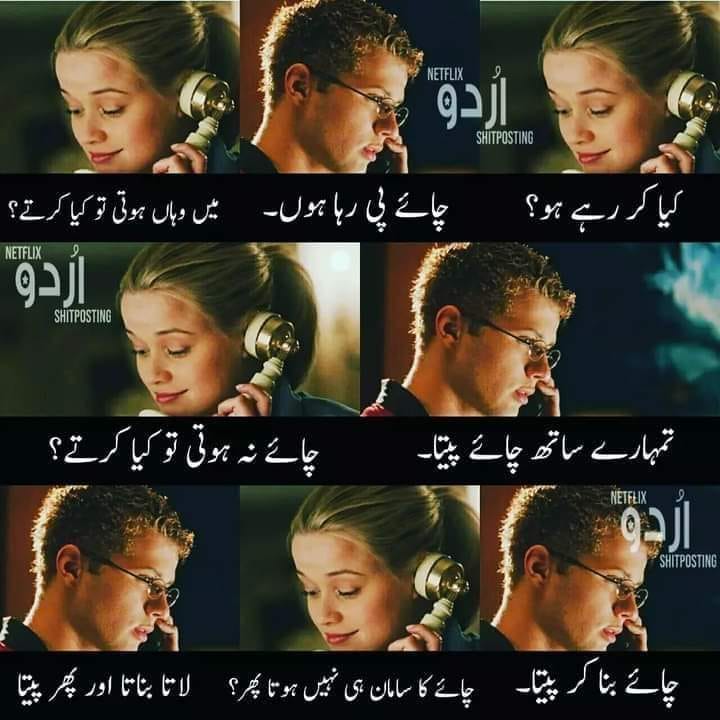 NETFLIX
اُردو
SHITPOSTING
کیا کر رہے ہو؟
چائے پی رہا ہوں۔
میں وہاں ہوتی تو کیا کرتے؟
NETFLIX
اُردو
SHITPOSTING
تمہارے ساتھ چائے پیتا۔
چائے نہ ہوتی تو کیا کرتے؟
NETFLIX
اُردو
SHITPOSTING
چائے بنا کر پیتا۔
چائے کا سامان ہی نہیں ہوتا پھر؟
لاتا بناتا اور پھر پیتا